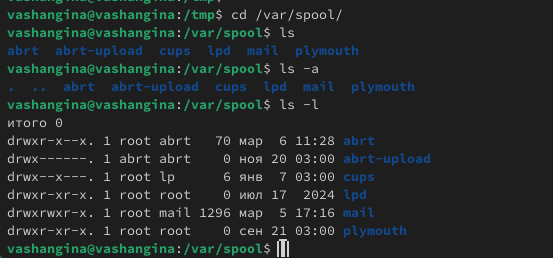 vashangina@vashangina:/tmp$ cd /var/spool/
vashangina@vashangina:/var/spool$ ls
abrt  abrt-upload  cups  lpd  mail  plymouth
vashangina@vashangina:/var/spool$ ls -a
.  ..  abrt  abrt-upload  cups  lpd  mail  plymouth
vashangina@vashangina:/var/spool$ ls -l
итого 0
drwxr-x--x. 1 root abrt   70 мар  6 11:28 abrt
drwx------. 1 abrt abrt    0 ноя 20 03:00 abrt-upload
drwx--x---. 1 root lp      6 янв  7 03:00 cups
drwxr-xr-x. 1 root root    0 июл 17  2024 lpd
drwxrwxr-x. 1 root mail 1296 мар  5 17:16 mail
drwxr-xr-x. 1 root root    0 сен 21 03:00 plymouth
vashangina@vashangina:/var/spool$